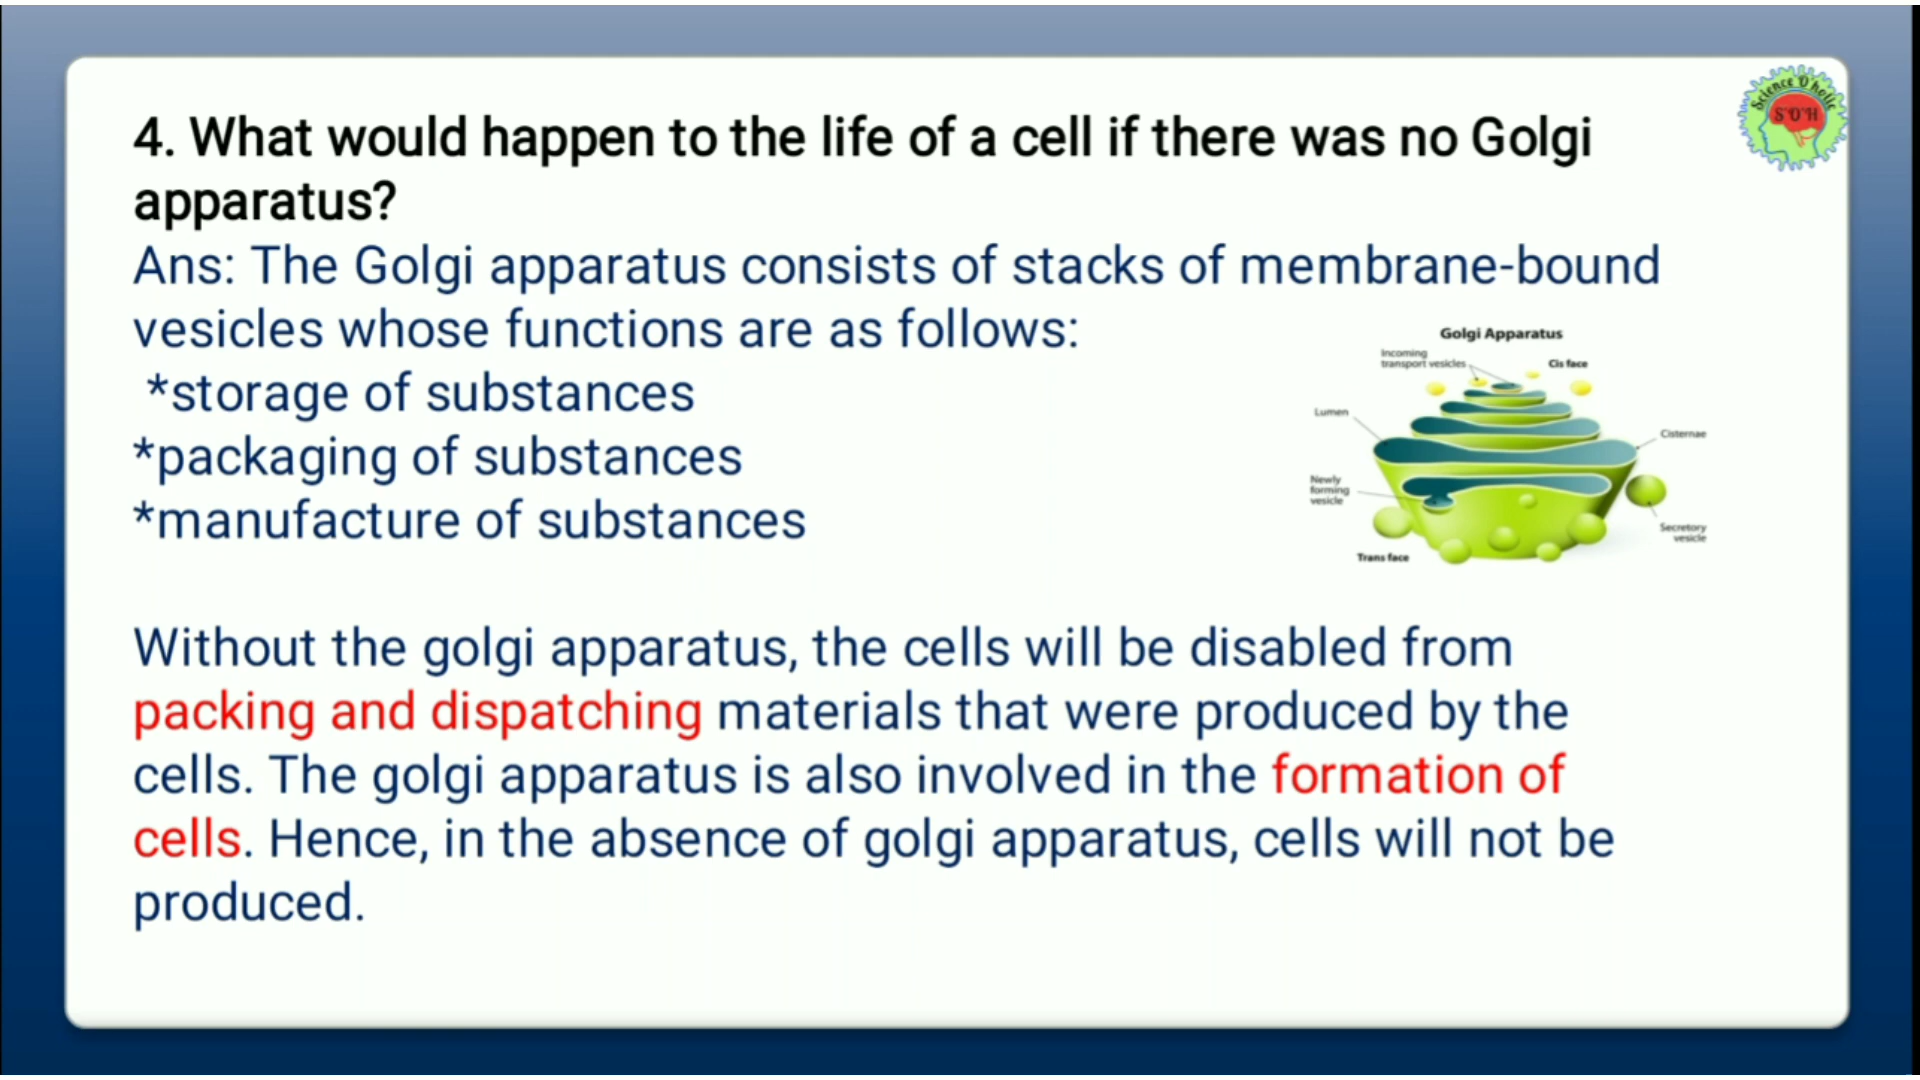 Science O'holic
S'O'H
4. What would happen to the life of a cell if there was no Golgi
apparatus?
Ans: The Golgi apparatus consists of stacks of membrane-bound
vesicles whose functions are as follows:
*storage of substances
*packaging of substances
*manufacture of substances
Golgi Apparatus
Incoming
transport vesicles
Cis face
Lumen
Cisternae
Newly
forming
vesicle
Secretory
vesicle
Trans face
Without the golgi apparatus, the cells will be disabled from
packing and dispatching materials that were produced by the
cells. The golgi apparatus is also involved in the formation of
cells. Hence, in the absence of golgi apparatus, cells will not be
produced.